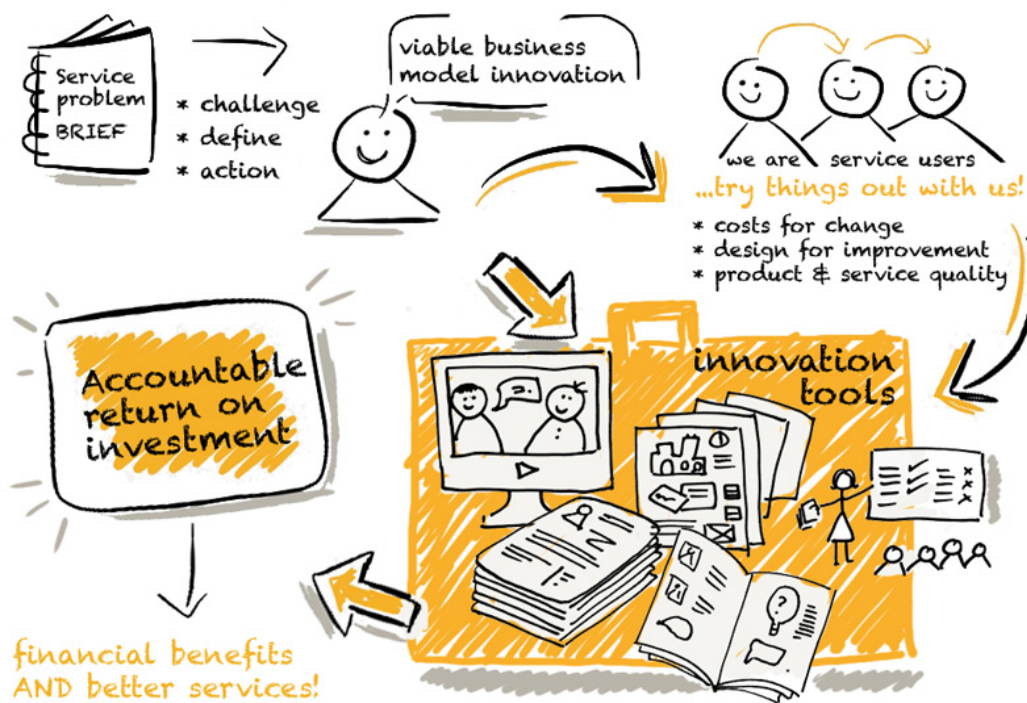 Service
problem
BRIEF
* challenge
* define
* action
viable business
model innovation
we are service users
...try things out with us!
* costs for change
* design for improvement
* product & service quality
innovation
tools
?.
xxx
Accountable
return on
investment
?
financial benefits
AND better services!